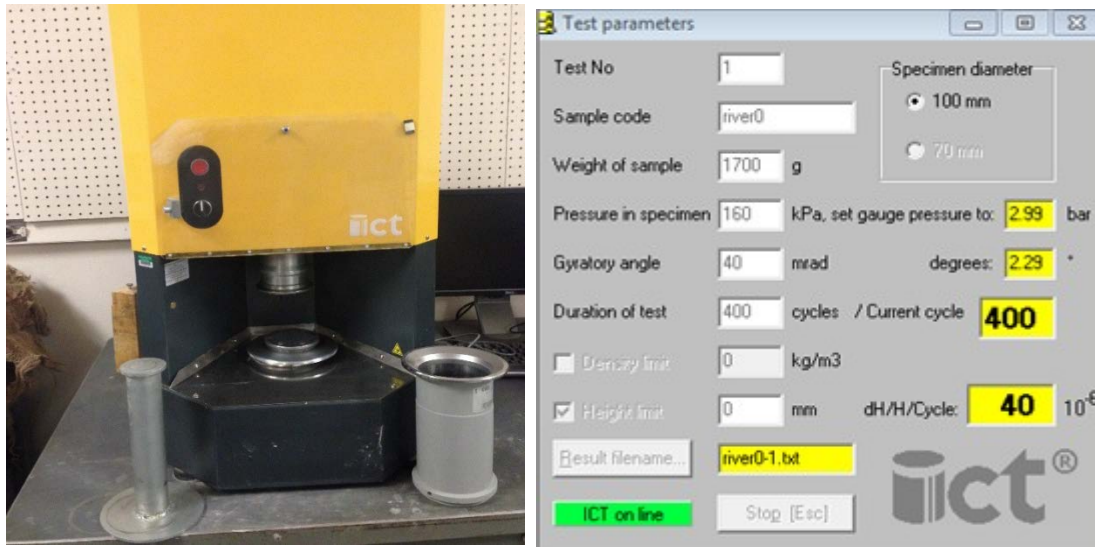 ict
Test parameters
Test No 1
Specimen diameter
100 mm
70 mm
Sample code river0
Weight of sample 1700 g
Pressure in specimen 160 kPa, set gauge pressure to: 2.99 bar
Gyratory angle 40 mrad degrees: 2.29 °
Duration of test 400 cycles / Current cycle 400
Density limit 0 kg/m3
Height limit 0 mm dH/H/Cycle: 40 10⁻⁶
Result filename... river0-1.txt
ICT on line Stop [Esc]
ict®